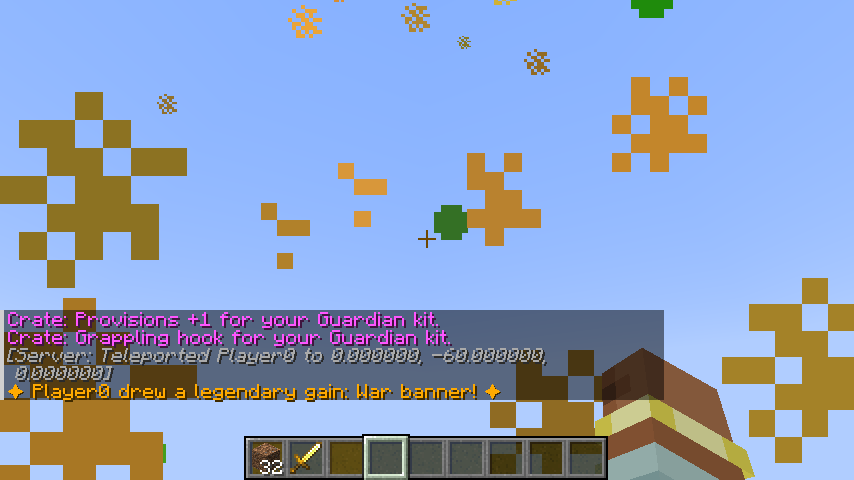 Crate: Provisions +1 for your Guardian kit.
Crate: Grappling hook for your Guardian kit.
[Server: Teleported Player0 to 0.000000, -60.000000,
0.000000]
✦ Player0 drew a legendary gain: War banner! ✦
32